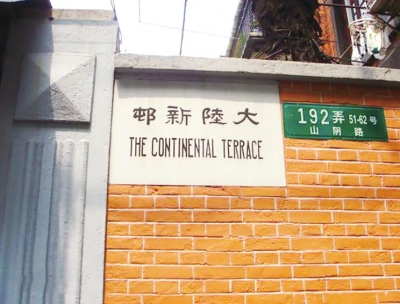 大陸新邨
THE CONTINENTAL TERRACE
192弄 51-62号
山阴路